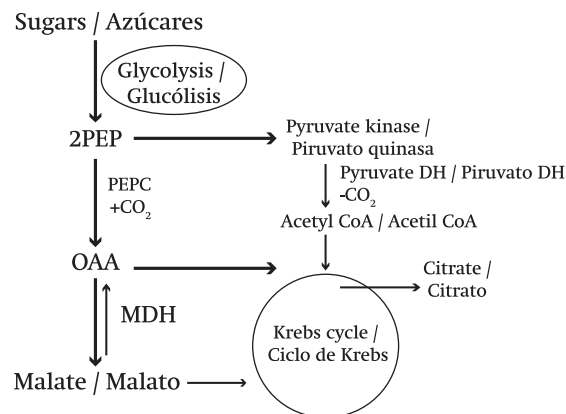 Sugars / Azúcares
Glycolysis /
Glucólisis
2PEP
Pyruvate kinase /
Piruvato quinasa
PEPC
+CO₂
Pyruvate DH / Piruvato DH
-CO₂
Acetyl CoA / Acetil CoA
OAA
Citrate /
Citrato
MDH
Krebs cycle /
Ciclo de Krebs
Malate / Malato